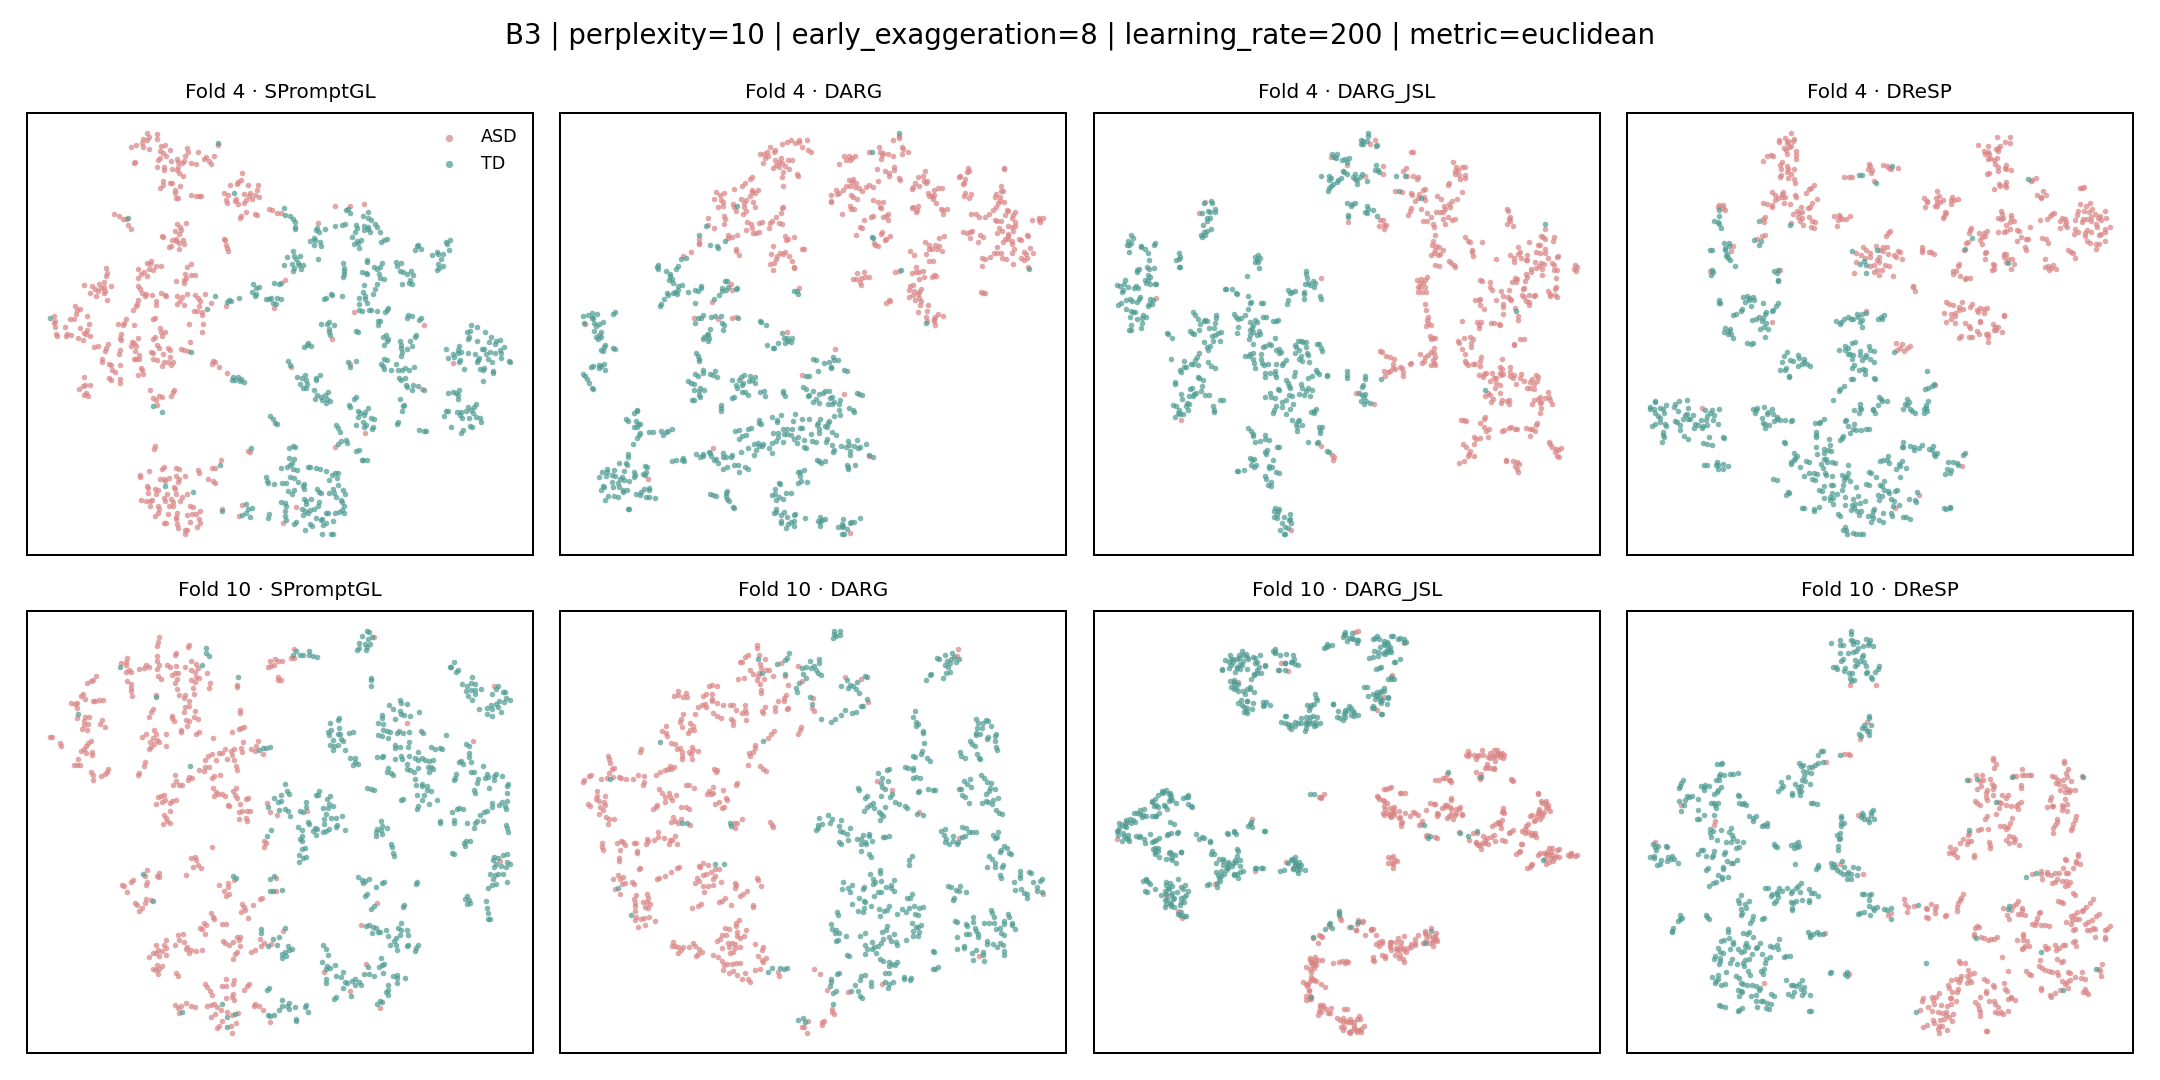 B3 | perplexity=10 | early_exaggeration=8 | learning_rate=200 | metric=euclidean
Fold 4 · SPromptGL
Fold 4 · DARG
Fold 4 · DARG_JSL
Fold 4 · DReSP
ASD
TD
Fold 10 · SPromptGL
Fold 10 · DARG
Fold 10 · DARG_JSL
Fold 10 · DReSP